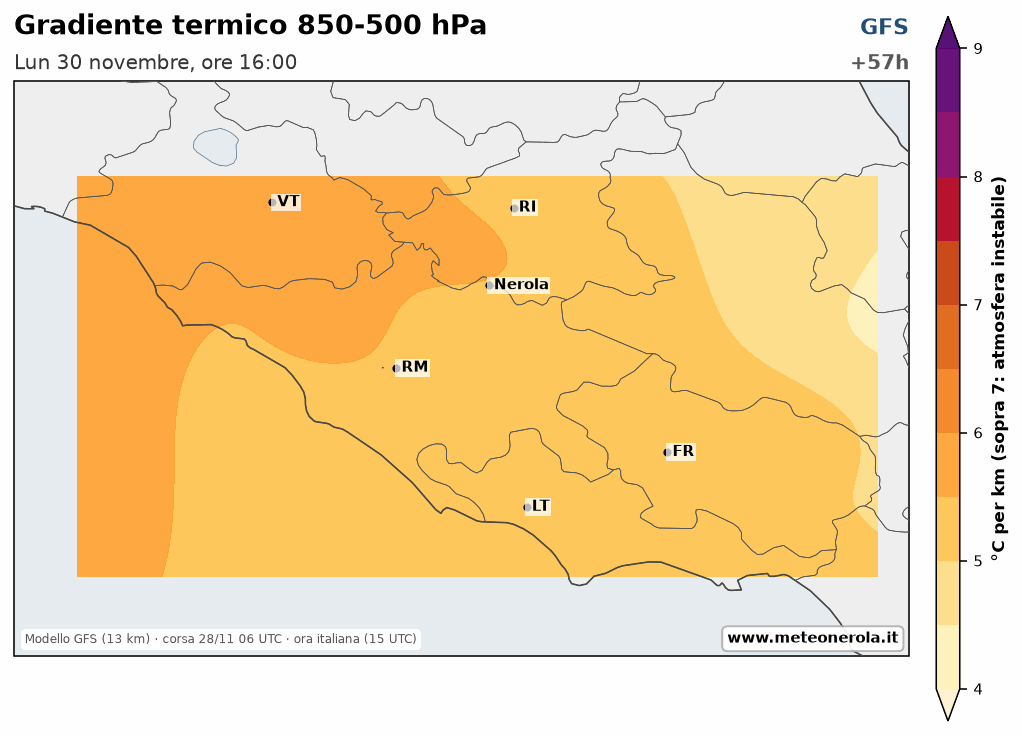 Gradiente termico 850-500 hPa
GFS
Lun 30 novembre, ore 16:00
+57h
VT
RI
Nerola
RM
FR
LT
Modello GFS (13 km) · corsa 28/11 06 UTC · ora italiana (15 UTC)
www.meteonerola.it
9
8
7
6
5
4
°C per km (sopra 7: atmosfera instabile)